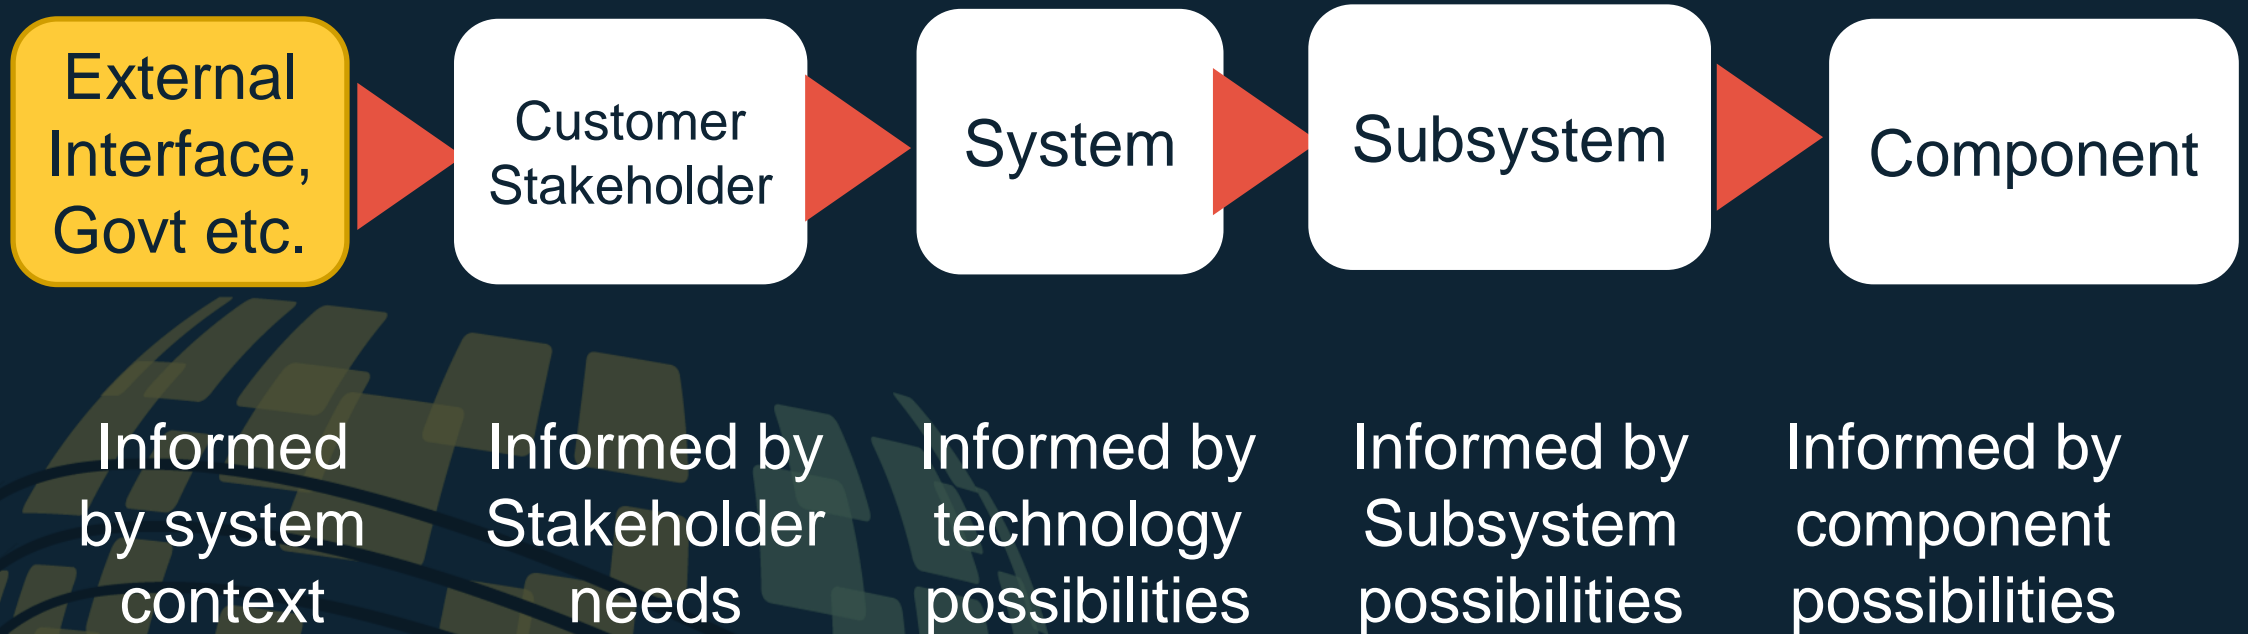 External
Interface,
Govt etc.
Customer
Stakeholder
System
Subsystem
Component
Informed
by system
context
Informed by
Stakeholder
needs
Informed by
technology
possibilities
Informed by
Subsystem
possibilities
Informed by
component
possibilities